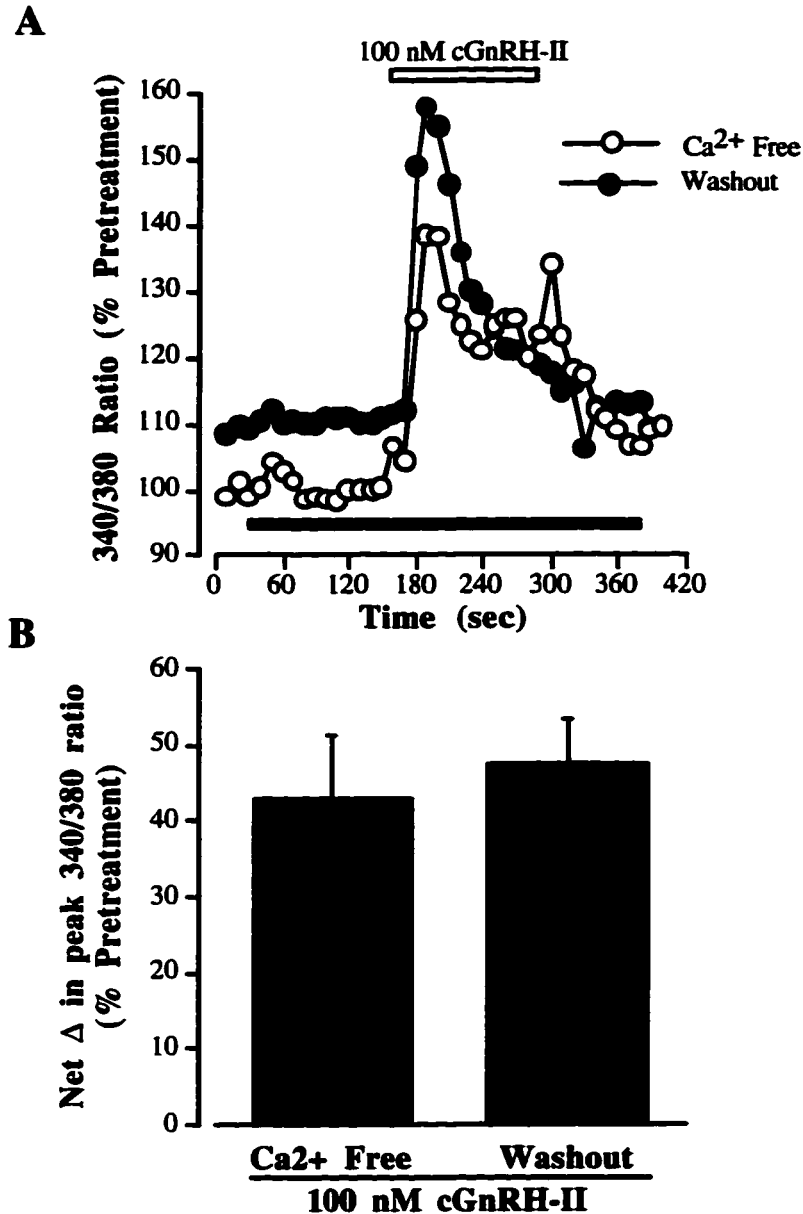 A
100 nM cGnRH-II
160
150
140
130
120
110
100
90
340/380 Ratio (% Pretreatment)
Ca2+ Free
Washout
0 60 120 180 240 300 360 420
Time (sec)
B
60
50
40
30
20
10
0
Net Δ in peak 340/380 ratio
(% Pretreatment)
Ca2+ Free Washout
100 nM cGnRH-II